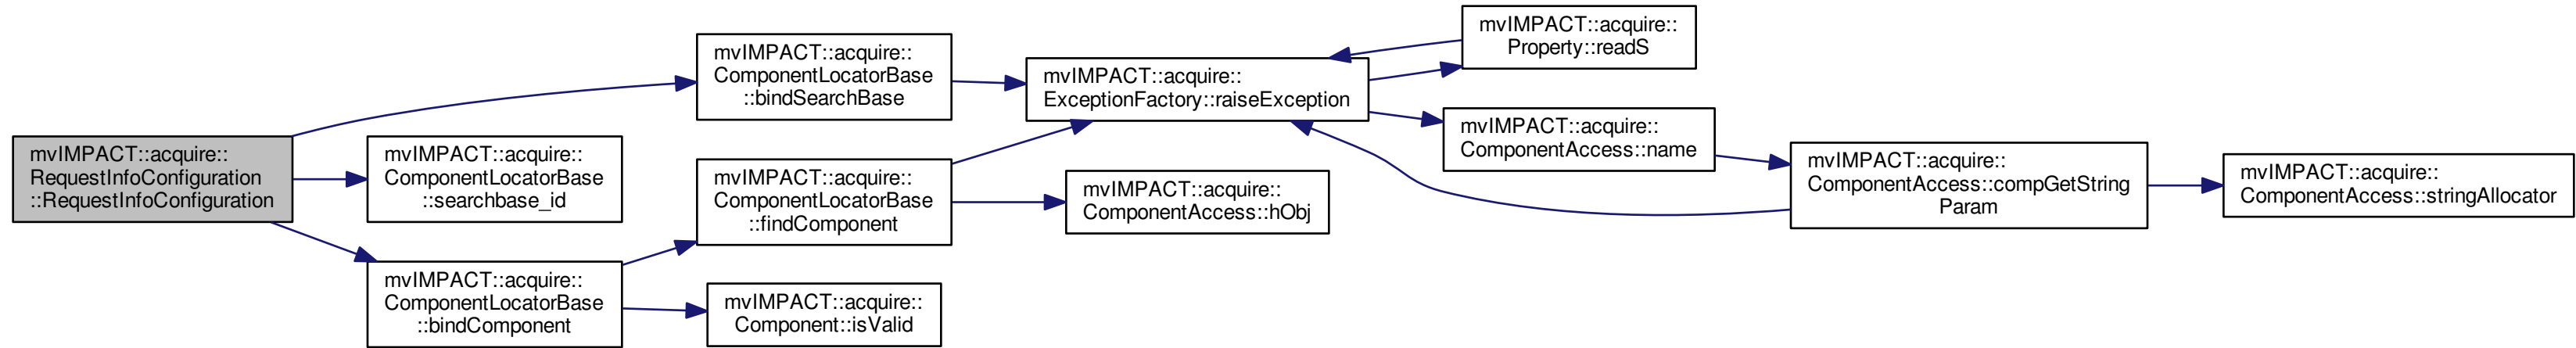 mvIMPACT::acquire::
RequestInfoConfiguration
::RequestInfoConfiguration
mvIMPACT::acquire::
ComponentLocatorBase
::bindSearchBase
mvIMPACT::acquire::
ComponentLocatorBase
::searchbase_id
mvIMPACT::acquire::
ComponentLocatorBase
::bindComponent
mvIMPACT::acquire::
ComponentLocatorBase
::findComponent
mvIMPACT::acquire::
Component::isValid
mvIMPACT::acquire::
ExceptionFactory::raiseException
mvIMPACT::acquire::
ComponentAccess::hObj
mvIMPACT::acquire::
Property::readS
mvIMPACT::acquire::
ComponentAccess::name
mvIMPACT::acquire::
ComponentAccess::compGetString
Param
mvIMPACT::acquire::
ComponentAccess::stringAllocator